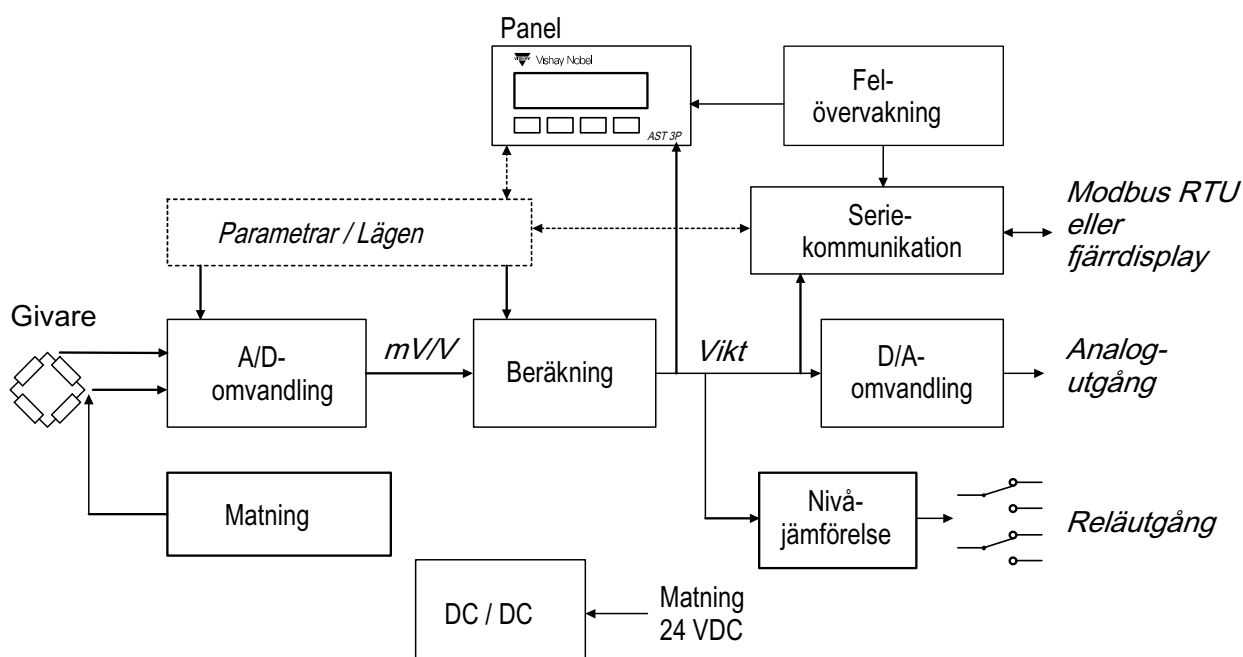 Panel
Vishay Nobel
AST 3P
Fel-
övervakning
Parametrar / Lägen
Serie-
kommunikation
Modbus RTU
eller
fjärrdisplay
Givare
A/D-
omvandling
mV/V
Beräkning
Vikt
D/A-
omvandling
Analog-
utgång
Matning
Nivå-
jämförelse
Reläutgång
DC / DC
Matning
24 VDC